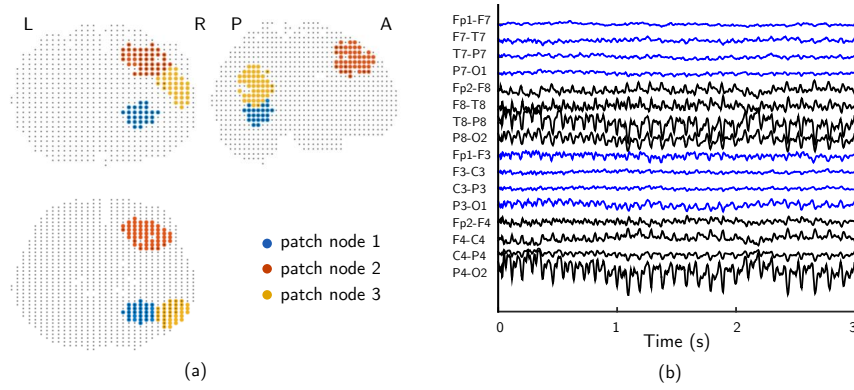 L
R
P
A
patch node 1
patch node 2
patch node 3
(a)
Fp1-F7
F7-T7
T7-P7
P7-O1
Fp2-F8
F8-T8
T8-P8
P8-O2
Fp1-F3
F3-C3
C3-P3
P3-O1
Fp2-F4
F4-C4
C4-P4
P4-O2
0
1
2
3
Time (s)
(b)